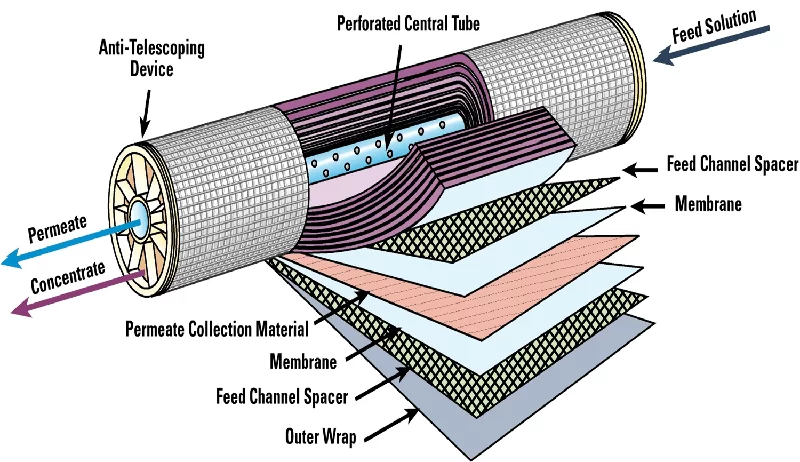 Perforated Central Tube
Feed Solution
Anti-Telescoping
Device
Feed Channel Spacer
Membrane
Permeate
Concentrate
Permeate Collection Material
Membrane
Feed Channel Spacer
Outer Wrap